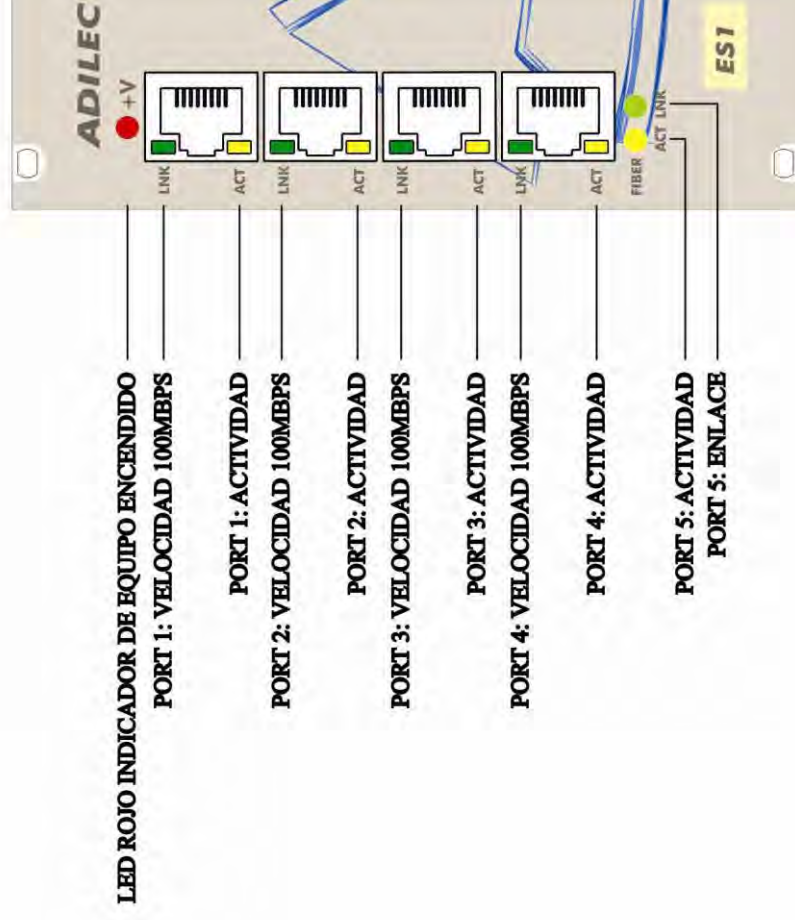 ADILEC
+V
LNK
ACT
LNK
ACT
LNK
ACT
LNK
ACT
FIBER
ACT LNK
ES1
LED ROJO INDICADOR DE EQUIPO ENCENDIDO
PORT 1: VELOCIDAD 100MBPS
PORT 1: ACTIVIDAD
PORT 2: VELOCIDAD 100MBPS
PORT 2: ACTIVIDAD
PORT 3: VELOCIDAD 100MBPS
PORT 3: ACTIVIDAD
PORT 4: VELOCIDAD 100MBPS
PORT 4: ACTIVIDAD
PORT 5: ACTIVIDAD
PORT 5: ENLACE